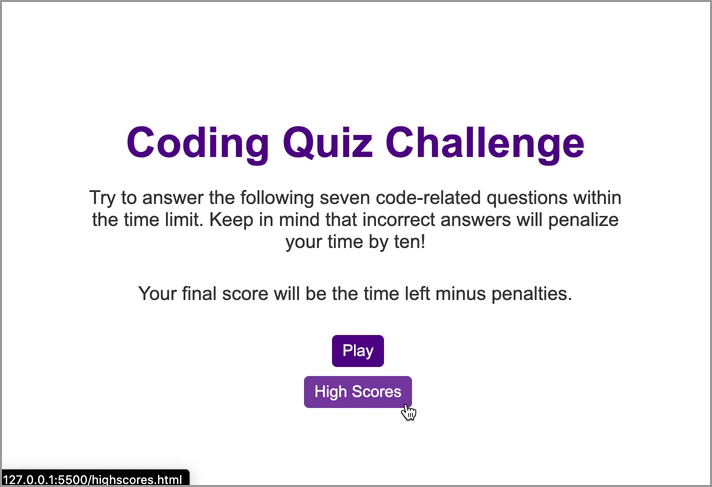 Coding Quiz Challenge
Try to answer the following seven code-related questions within
the time limit. Keep in mind that incorrect answers will penalize
your time by ten!
Your final score will be the time left minus penalties.
Play
High Scores
127.0.0.1:5500/highscores.html